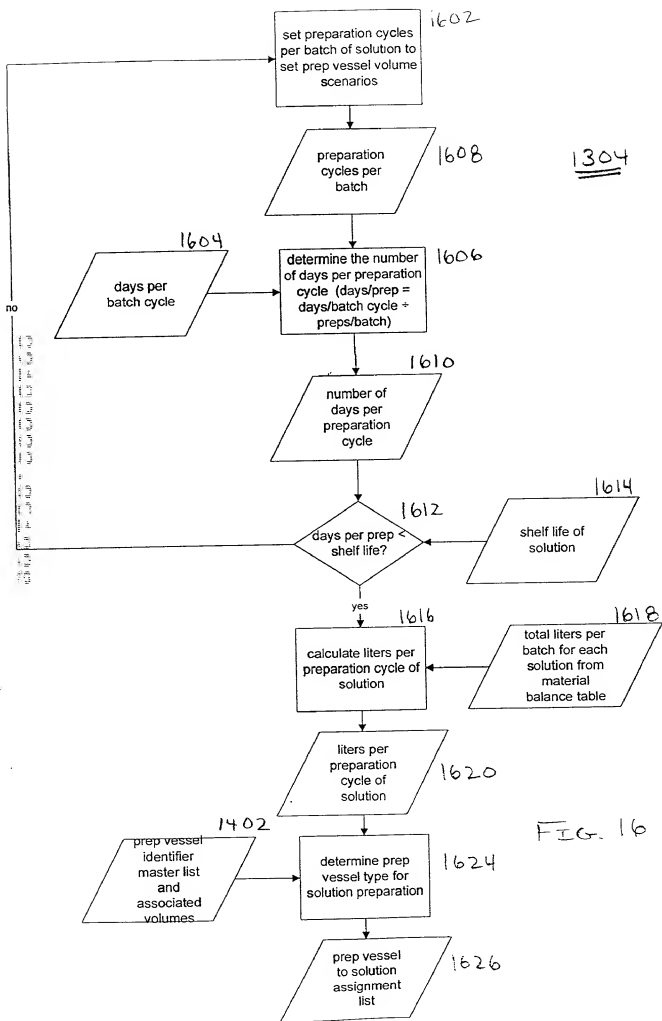 1602
set preparation cycles
per batch of solution to
set prep vessel volume
scenarios
preparation
cycles per
batch
1608
1304
1604
days per
batch cycle
determine the number
of days per preparation
cycle (days/prep =
days/batch cycle ÷
preps/batch)
1606
no
1610
number of
days per
preparation
cycle
1612
days per prep <
shelf life?
1614
shelf life of
solution
yes
1616
calculate liters per
preparation cycle of
solution
1618
total liters per
batch for each
solution from
material
balance table
liters per
preparation
cycle of
solution
1620
FIG. 16
1402
prep vessel
identifier
master list
and
associated
volumes
determine prep
vessel type for
solution preparation
1624
prep vessel
to solution
assignment
list
1626